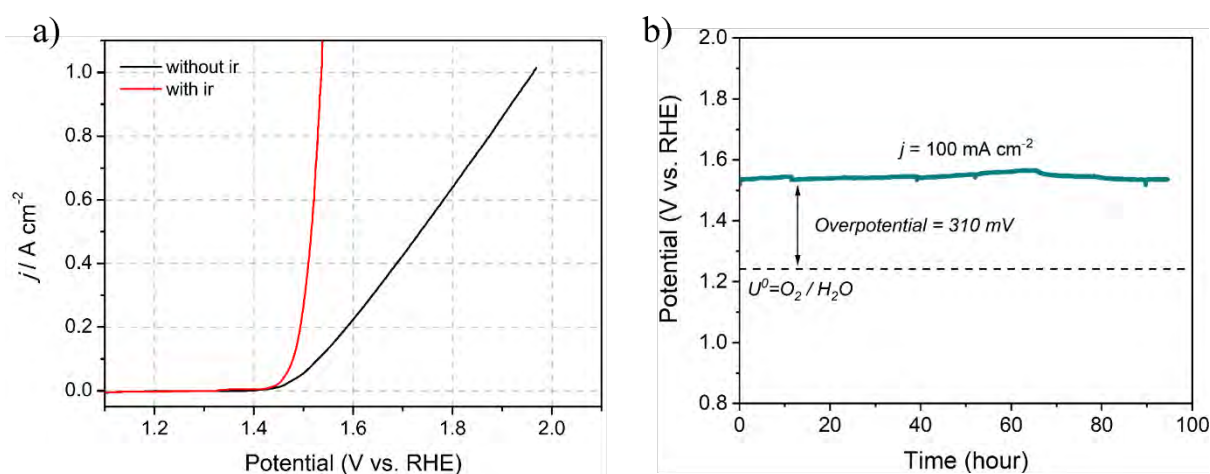 a)
without ir
with ir
1.0
0.8
0.6
0.4
0.2
0.0
j / A cm-2
1.2
1.4
1.6
1.8
2.0
Potential (V vs. RHE)
b)
2.0
1.8
1.6
1.4
1.2
1.0
0.8
Potential (V vs. RHE)
j = 100 mA cm-2
Overpotential = 310 mV
U0=O2 / H2O
0
20
40
60
80
100
Time (hour)